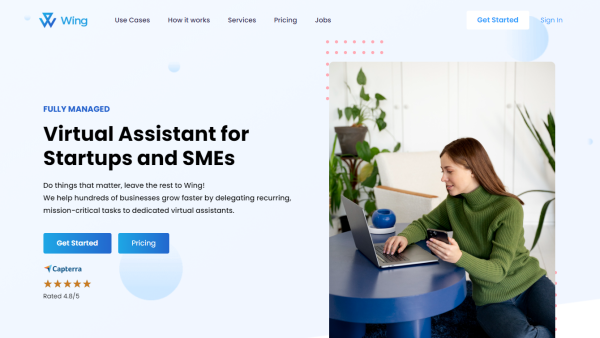 Wing
Use Cases
How it works
Services
Pricing
Jobs
Get Started
Sign In
FULLY MANAGED
Virtual Assistant for
Startups and SMEs
Do things that matter, leave the rest to Wing!
We help hundreds of businesses grow faster by delegating recurring,
mission-critical tasks to dedicated virtual assistants.
Get Started
Pricing
Capterra
Rated 4.8/5